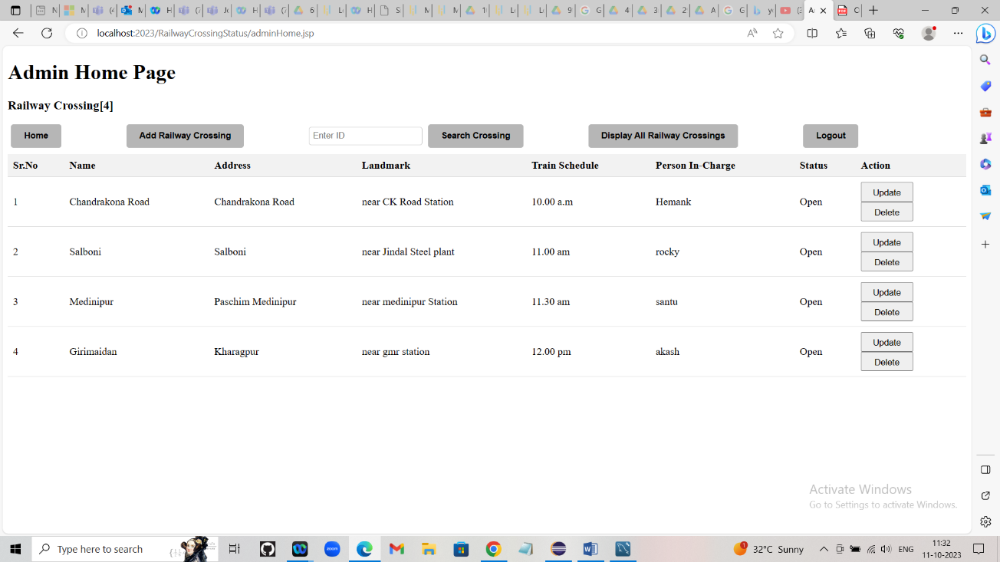 localhost:2023/RailwayCrossingStatus/adminHome.jsp
Admin Home Page
Railway Crossing[4]
Home Add Railway Crossing Enter ID Search Crossing Display All Railway Crossings Logout
Sr.No Name Address Landmark Train Schedule Person In-Charge Status Action
1 Chandrakona Road Chandrakona Road near CK Road Station 10.00 a.m Hemank Open Update
Delete
2 Salboni Salboni near Jindal Steel plant 11.00 am rocky Open Update
Delete
3 Medinipur Paschim Medinipur near medinipur Station 11.30 am santu Open Update
Delete
4 Girimaidan Kharagpur near gmr station 12.00 pm akash Open Update
Delete
Activate Windows
Go to Settings to activate Windows.
Type here to search zoom 1 32°C Sunny ENG 11:32
11-10-2023